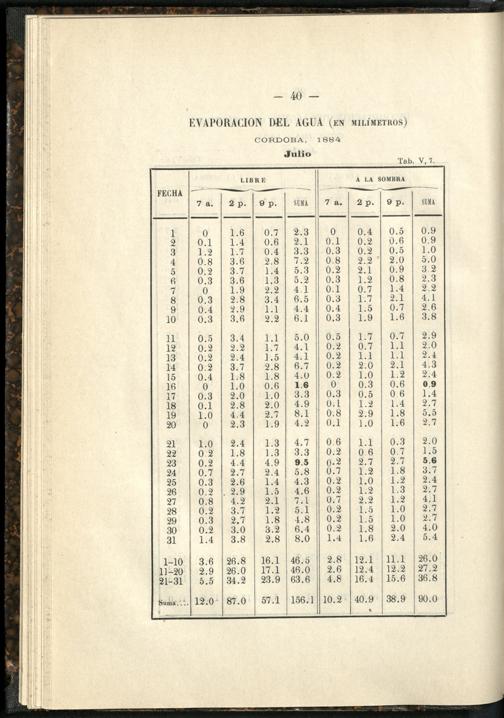 — 40 —
EVAPORACION DEL AGUA (EN MILÍMETROS)
CORDOBA, 1884
Julio
Tab. V, 7.
FECHA LIBRE A LA SOMBRA
7 a. 2 p. 9 p. SUMA 7 a. 2 p. 9 p. SUMA
1 0 1.6 0.7 2.3 0 0.4 0.5 0.9
2 0.1 1.4 0.6 2.1 0.1 0.2 0.6 0.9
3 1.2 1.7 0.4 3.3 0.3 0.2 0.5 1.0
4 0.8 3.6 2.8 7.2 0.8 2.2 2.0 5.0
5 0.2 3.7 1.4 5.3 0.2 2.1 0.9 3.2
6 0.3 3.6 1.3 5.2 0.3 1.2 0.8 2.3
7 0 1.9 2.2 4.1 0.1 0.7 1.4 2.2
8 0.3 2.8 3.4 6.5 0.3 1.7 2.1 4.1
9 0.4 2.9 1.1 4.4 0.4 1.5 0.7 2.6
10 0.3 3.6 2.2 6.1 0.3 1.9 1.6 3.8
11 0.5 3.4 1.1 5.0 0.5 1.7 0.7 2.9
12 0.2 2.2 1.7 4.1 0.2 0.7 1.1 2.0
13 0.2 2.4 1.5 4.1 0.2 1.1 1.1 2.4
14 0.2 3.7 2.8 6.7 0.2 2.0 2.1 4.3
15 0.4 1.8 1.8 4.0 0.2 1.0 1.2 2.4
16 0 1.0 0.6 1.6 0 0.3 0.6 0.9
17 0.3 2.0 1.0 3.3 0.3 0.5 0.6 1.4
18 0.1 2.8 2.0 4.9 0.1 1.2 1.4 2.7
19 1.0 4.4 2.7 8.1 0.8 2.9 1.8 5.5
20 0 2.3 1.9 4.2 0.1 1.0 1.6 2.7
21 1.0 2.4 1.3 4.7 0.6 1.1 0.3 2.0
22 0.2 1.8 1.3 3.3 0.2 0.6 0.7 1.5
23 0.2 4.4 4.9 9.5 0.2 2.7 2.7 5.6
24 0.7 2.7 2.4 5.8 0.7 1.2 1.8 3.7
25 0.3 2.6 1.4 4.3 0.2 1.0 1.2 2.4
26 0.2 2.9 1.5 4.6 0.2 1.2 1.3 2.7
27 0.8 4.2 2.1 7.1 0.7 2.2 1.2 4.1
28 0.2 3.7 1.2 5.1 0.2 1.5 1.0 2.7
29 0.3 2.7 1.8 4.8 0.2 1.5 1.0 2.7
30 0.2 3.0 3.2 6.4 0.2 1.8 2.0 4.0
31 1.4 3.8 2.8 8.0 1.4 1.6 2.4 5.4
1-10 3.6 26.8 16.1 46.5 2.8 12.1 11.1 26.0
11-20 2.9 26.0 17.1 46.0 2.6 12.4 12.2 27.2
21-31 5.5 34.2 23.9 63.6 4.8 16.4 15.6 36.8
Suma... 12.0 87.0 57.1 156.1 10.2 40.9 38.9 90.0